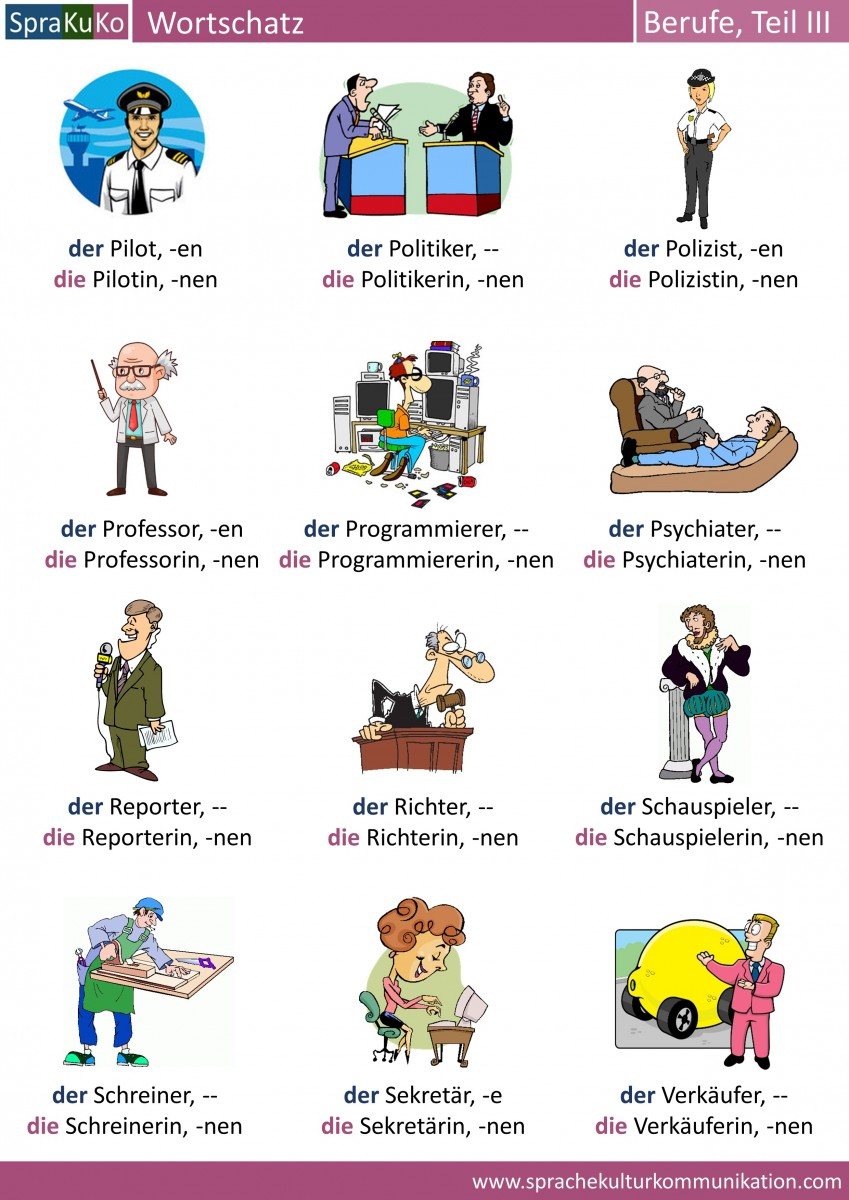 SpraKuKo Wortschatz Berufe, Teil III
der Pilot, -en
die Pilotin, -nen
der Politiker, --
die Politikerin, -nen
der Polizist, -en
die Polizistin, -nen
der Professor, -en
die Professorin, -nen
der Programmierer, --
die Programmiererin, -nen
der Psychiater, --
die Psychiaterin, -nen
der Reporter, --
die Reporterin, -nen
der Richter, --
die Richterin, -nen
der Schauspieler, --
die Schauspielerin, -nen
der Schreiner, --
die Schreinerin, -nen
der Sekretär, -e
die Sekretärin, -nen
der Verkäufer, --
die Verkäuferin, -nen
www.sprachekulturkommunikation.com